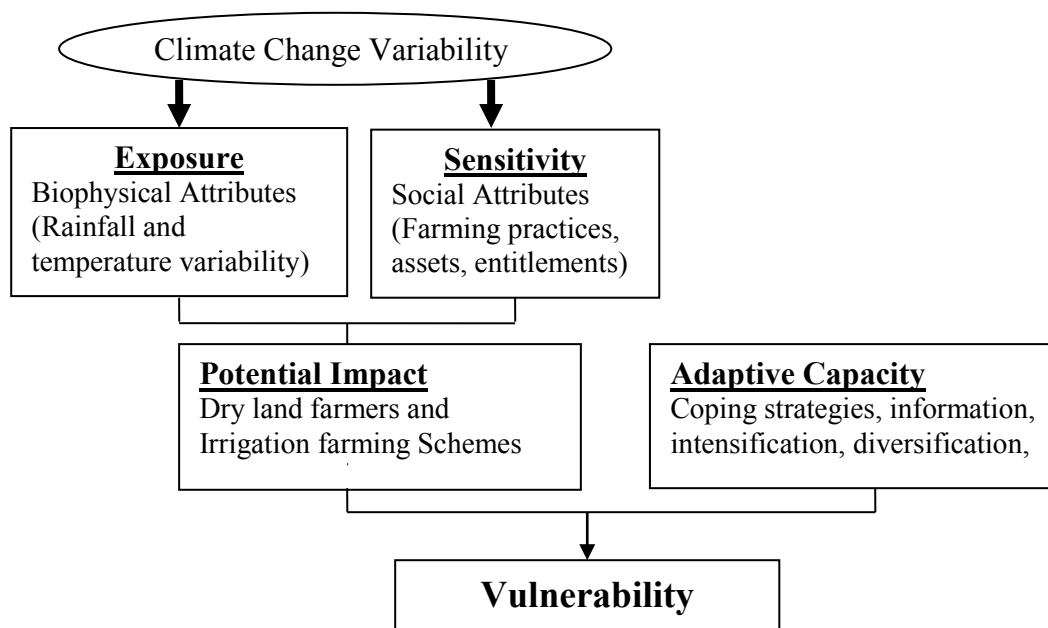 Climate Change Variability
Exposure
Biophysical Attributes
(Rainfall and
temperature variability)
Sensitivity
Social Attributes
(Farming practices,
assets, entitlements)
Potential Impact
Dry land farmers and
Irrigation farming Schemes
Adaptive Capacity
Coping strategies, information,
intensification, diversification,
Vulnerability